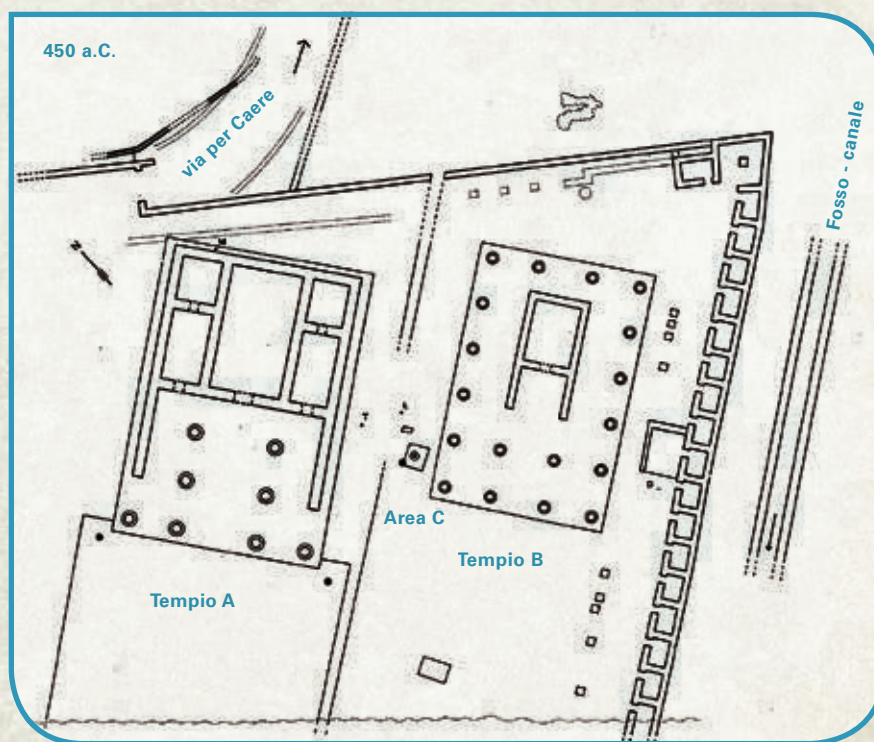 450 a.C.
via per Caere
Fosso - canale
N
Area C
Tempio B
Tempio A